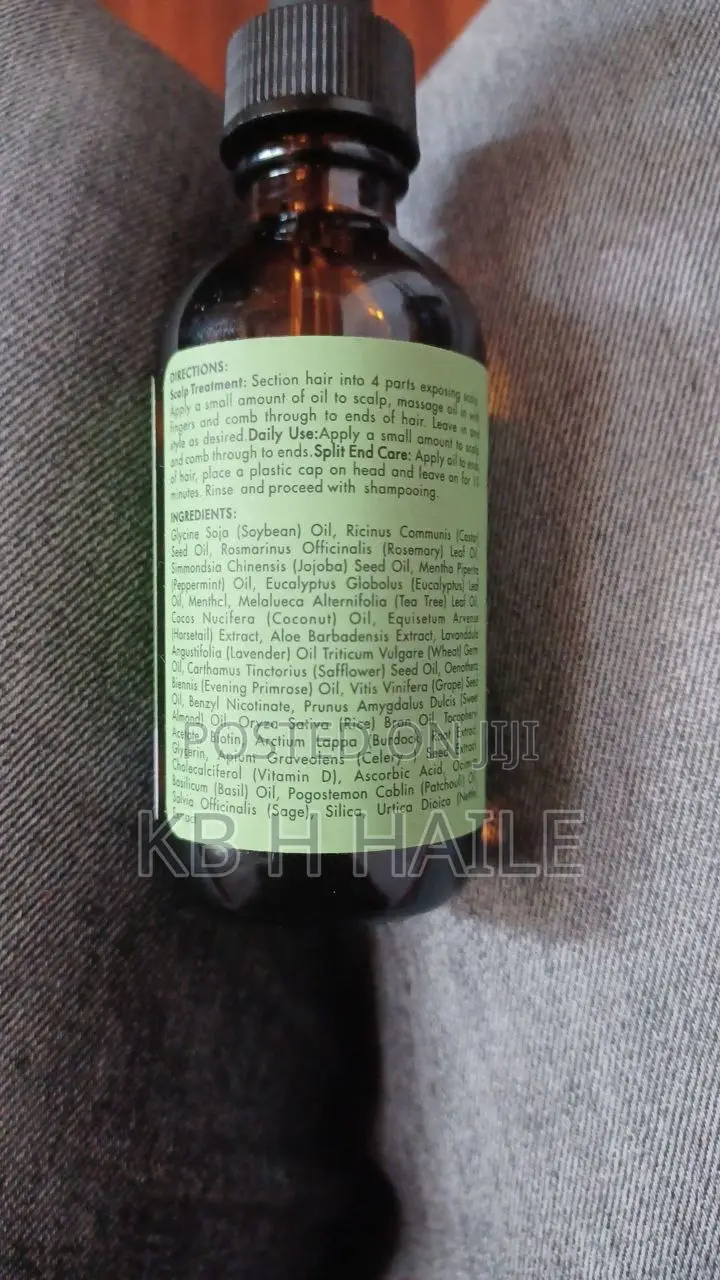 DIRECTIONS:
Scalp Treatment: Section hair into 4 parts exposing scalp.
Apply a small amount of oil to scalp, massage oil in with
fingers and comb through to ends of hair. Leave in and
style as desired.Daily Use:Apply a small amount to scalp
and comb through to ends.Split End Care: Apply oil to ends
of hair, place a plastic cap on head and leave on for 10
minutes. Rinse and proceed with shampooing.
INGREDIENTS:
Glycine Soja (Soybean) Oil, Ricinus Communis (Castor)
Seed Oil, Rosmarinus Officinalis (Rosemary) Leaf Oil,
Simmondsia Chinensis (Jojoba) Seed Oil, Mentha Piperita
(Peppermint) Oil, Eucalyptus Globolus (Eucalyptus) Leaf
Oil, Menthcl, Melaleuca Alternifolia (Tea Tree) Leaf Oil,
Cocos Nucifera (Coconut) Oil, Equisetum Arvense
(Horsetail) Extract, Aloe Barbadensis Extract, Lavanddula
Angustifolia (Lavender) Oil Triticum Vulgare (Wheat) Germ
Oil, Carthamus Tinctorius (Safflower) Seed Oil, Oenothera
Biennis (Evening Primrose) Oil, Vitis Vinifera (Grape) Seed
Oil, Benzyl Nicotinate, Prunus Amygdalus Dulcis (Sweet
Almond) Oil, Oryza Sativa (Rice) Bran Oil, Tocophery
Acetate Biotin, Arctium Lappa (Burdock) Root Extract
Glycerin, Apium Graveolens (Celery) Seed Extract
Cholecalciferol (Vitamin D), Ascorbic Acid, Ocimum
Basilicum (Basil) Oil, Pogostemon Cablin (Patchouli) Oil,
Salvia Officinalis (Sage), Silica, Urtica Dioica (Nettle)
Extract
POSTED ON JIJI
KB H HAILE